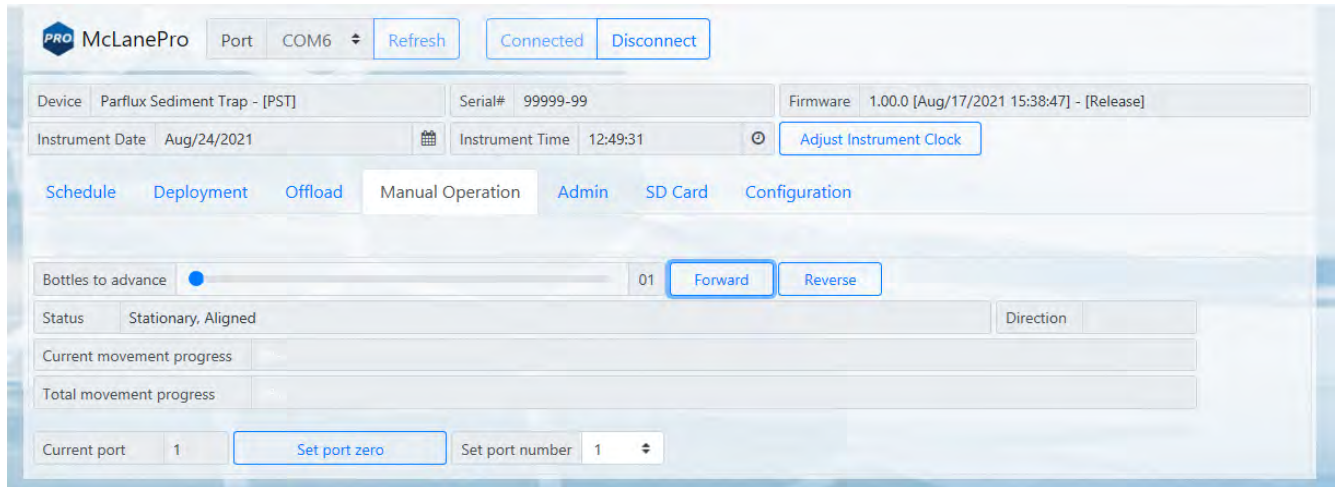 PRO McLanePro Port COM6 Refresh Connected Disconnect
Device Parflux Sediment Trap - [PST] Serial# 99999-99 Firmware 1.00.0 [Aug/17/2021 15:38:47] - [Release]
Instrument Date Aug/24/2021 Instrument Time 12:49:31 Adjust Instrument Clock
Schedule Deployment Offload Manual Operation Admin SD Card Configuration
Bottles to advance 01 Forward Reverse
Status Stationary, Aligned Direction
Current movement progress
Total movement progress
Current port 1 Set port zero Set port number 1